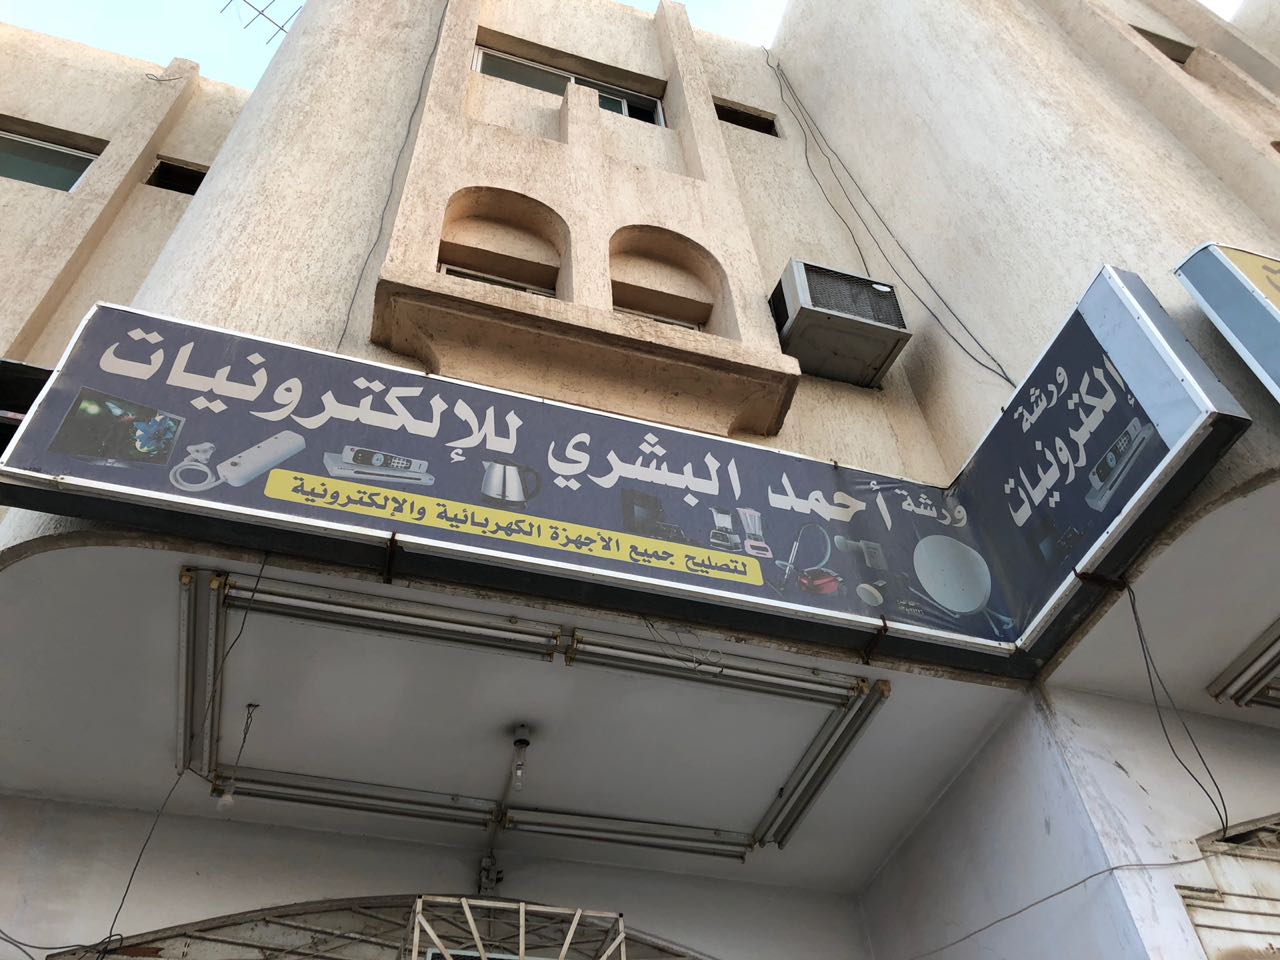 ورشة أحمد البشري للإلكترونيات
لتصليح جميع الأجهزة الكهربائية والإلكترونية
ورشة
إلكترونيات